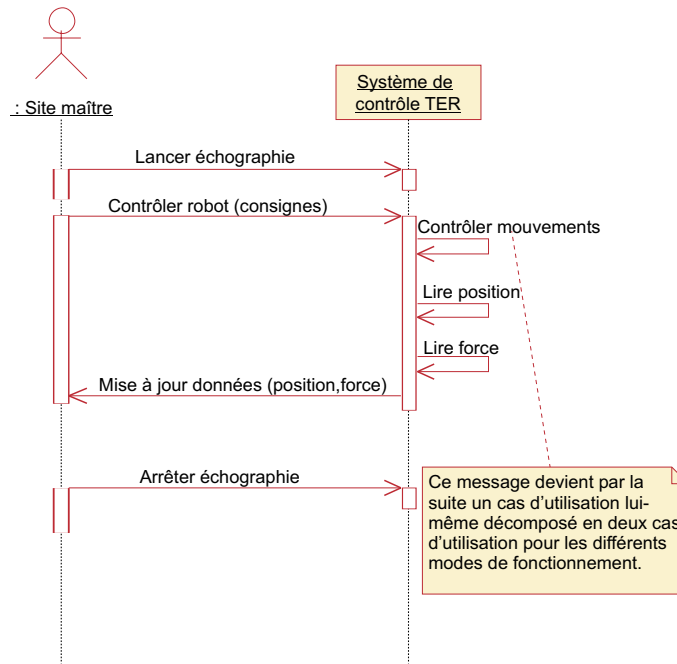 Système de
contrôle TER
: Site maître
Lancer échographie
Contrôler robot (consignes)
Contrôler mouvements
Lire position
Lire force
Mise à jour données (position,force)
Arrêter échographie
Ce message devient par la
suite un cas d'utilisation lui-
même décomposé en deux cas
d'utilisation pour les différents
modes de fonctionnement.